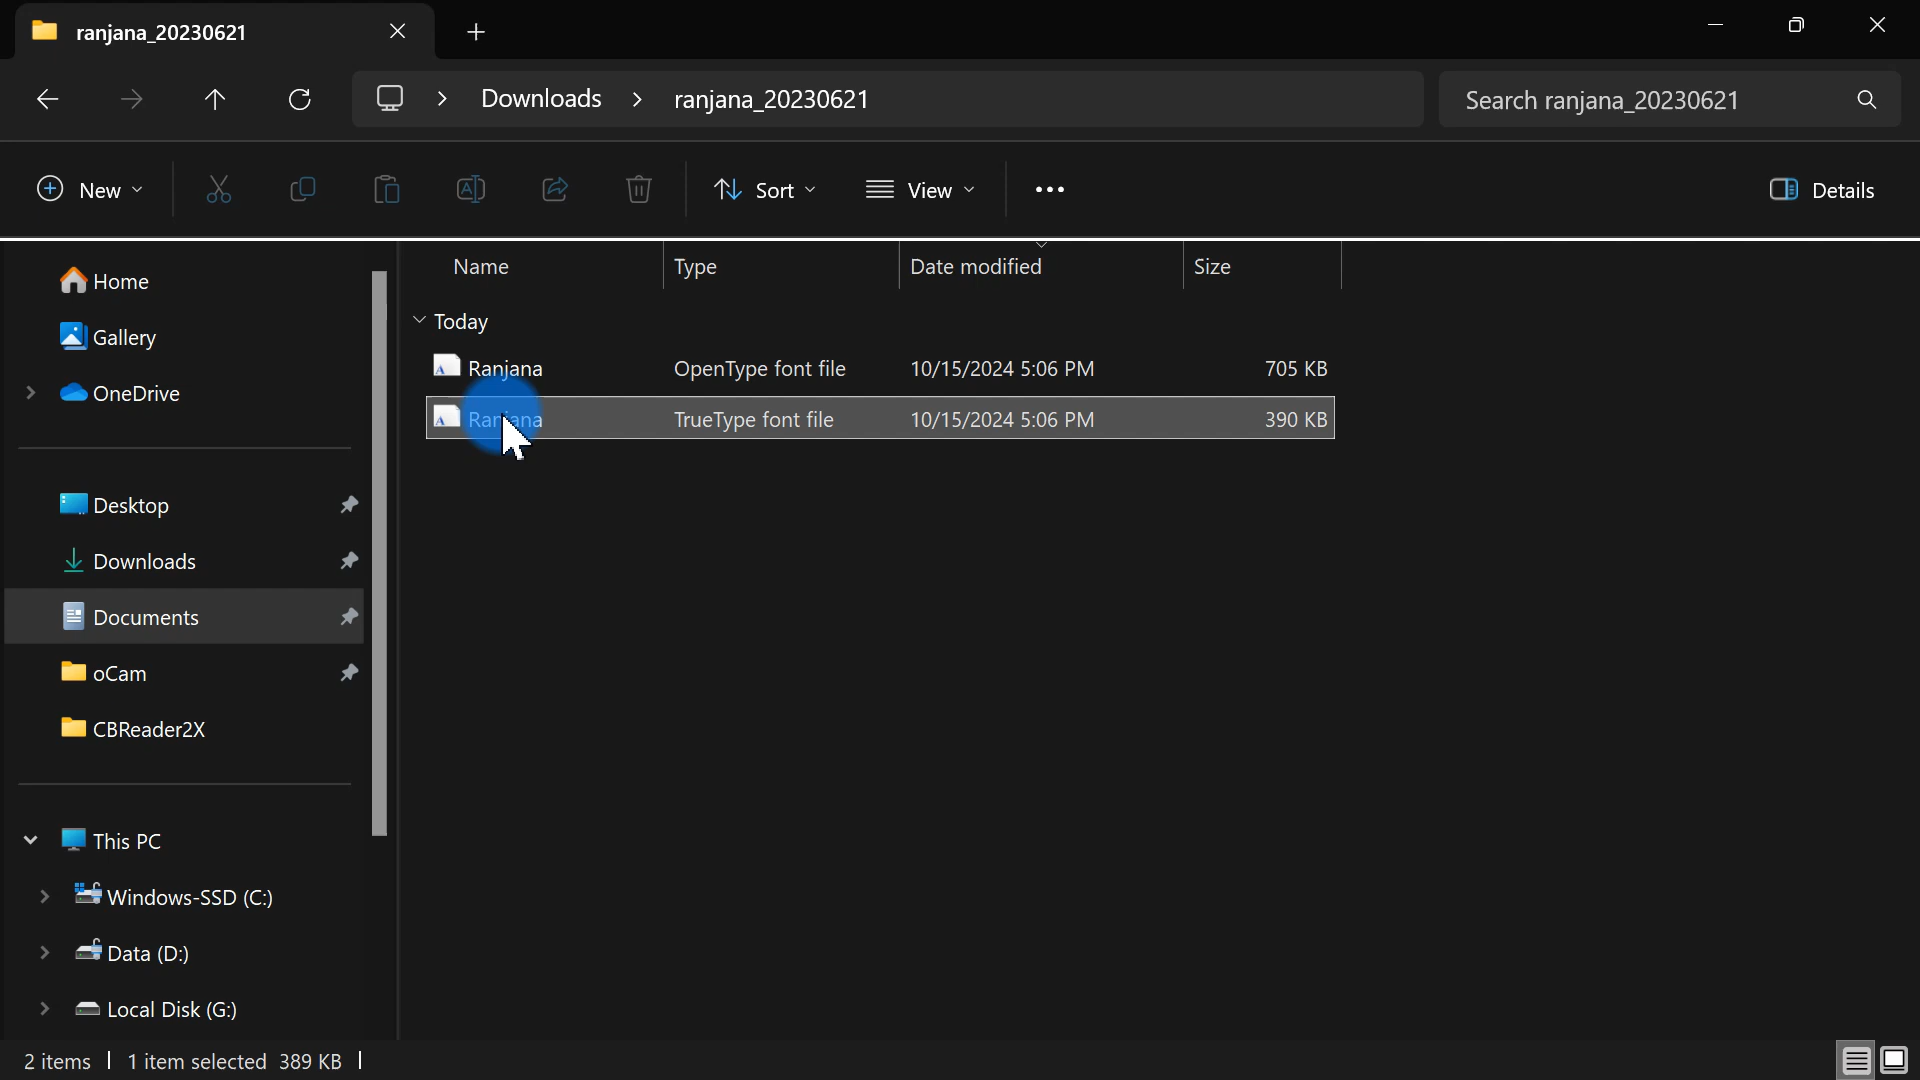 ranjana_20230621
Downloads > ranjana_20230621
Search ranjana_20230621
New
Sort
View
Details
Home
Gallery
OneDrive
Desktop
Downloads
Documents
oCam
CBReader2X
This PC
Windows-SSD (C:)
Data (D:)
Local Disk (G:)
Name Type Date modified Size
Today
Ranjana OpenType font file 10/15/2024 5:06 PM 705 KB
Ranjana TrueType font file 10/15/2024 5:06 PM 390 KB
2 items 1 item selected 389 KB